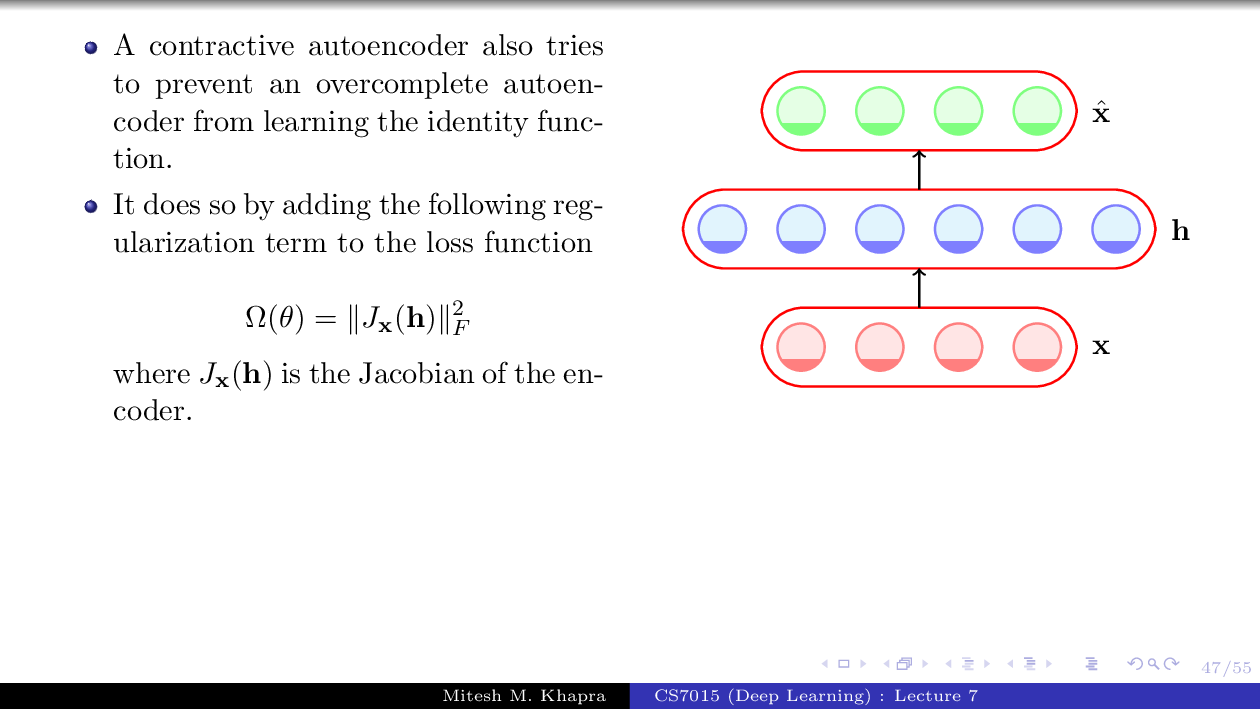 A contractive autoencoder also tries
to prevent an overcomplete autoen-
coder from learning the identity func-
tion.
It does so by adding the following reg-
ularization term to the loss function
Ω(θ) = ‖J_𝐱(𝐡)‖²_F
where J_𝐱(𝐡) is the Jacobian of the en-
coder.
𝐱̂
𝐡
𝐱
47/55
Mitesh M. Khapra
CS7015 (Deep Learning) : Lecture 7